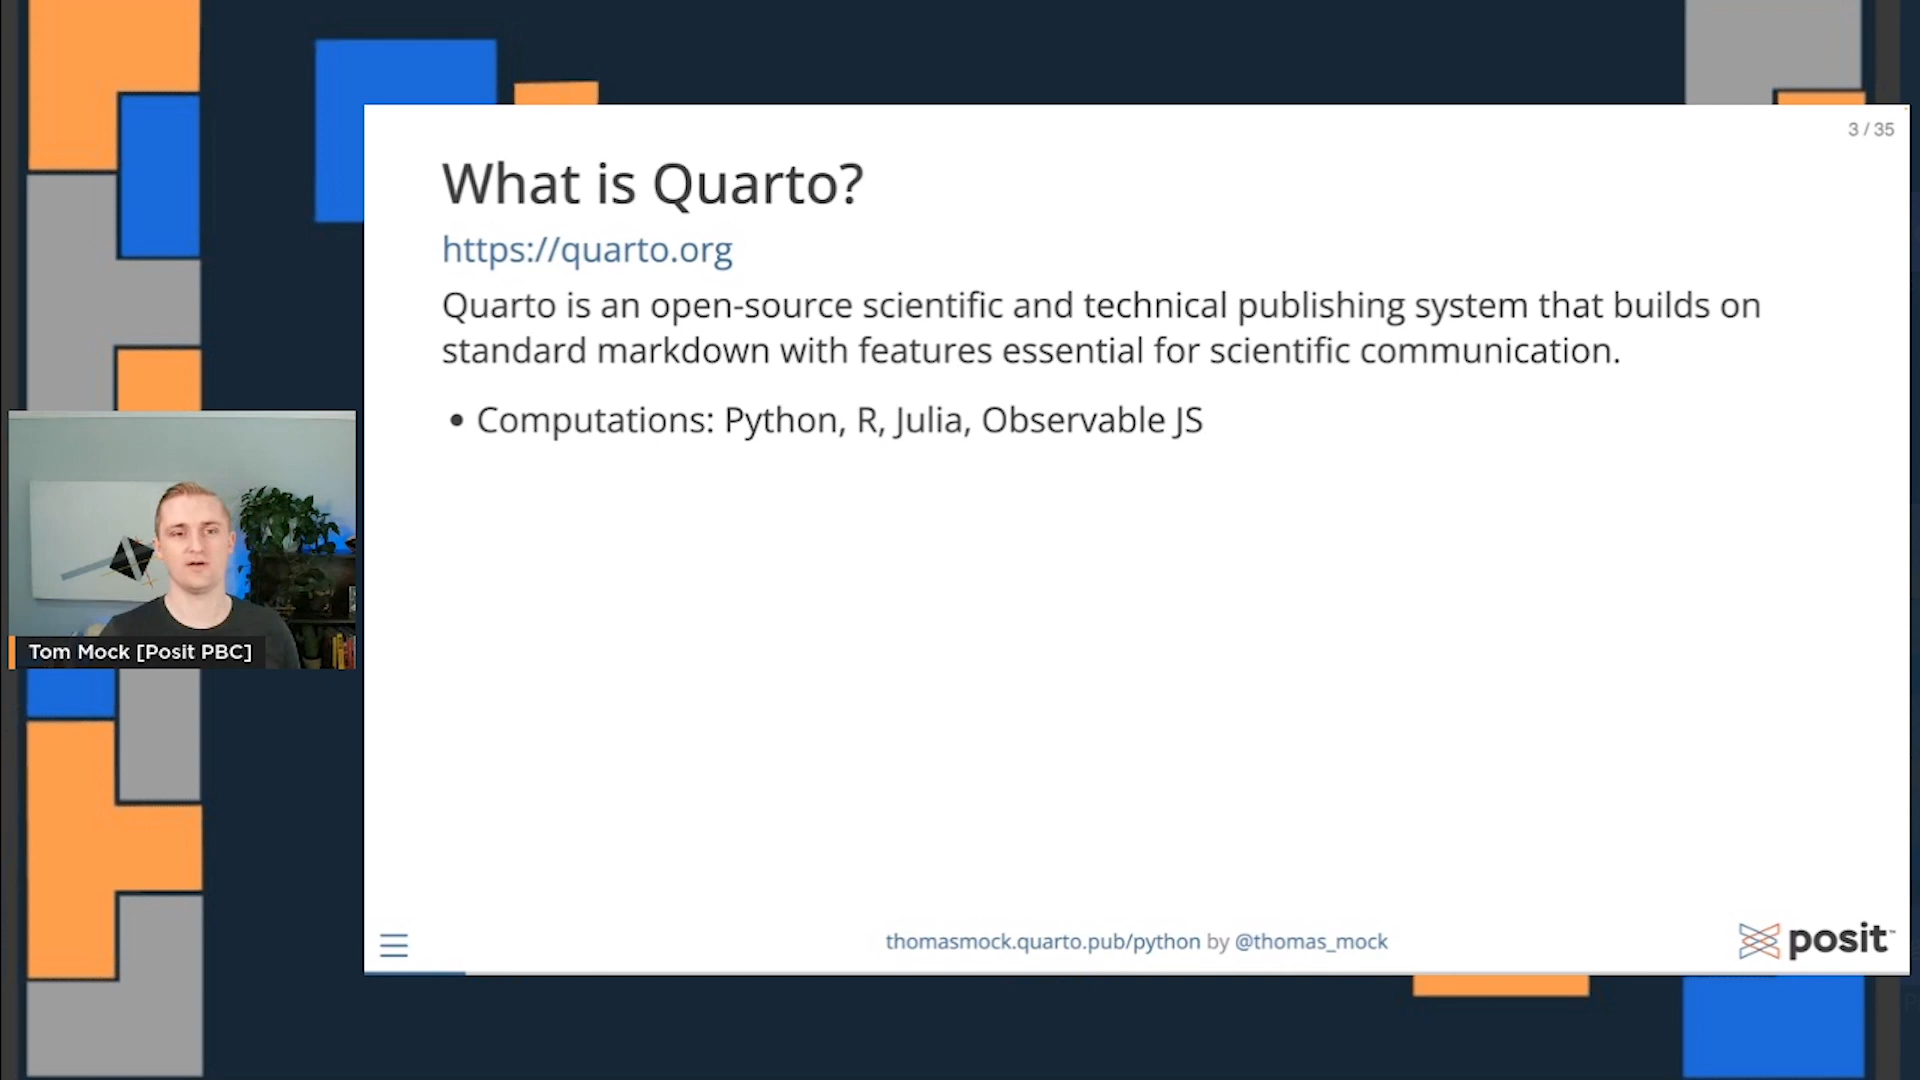 3 / 35
What is Quarto?
https://quarto.org
Quarto is an open-source scientific and technical publishing system that builds on
standard markdown with features essential for scientific communication.
• Computations: Python, R, Julia, Observable JS
Tom Mock [Posit PBC]
thomasmock.quarto.pub/python by @thomas_mock
posit™